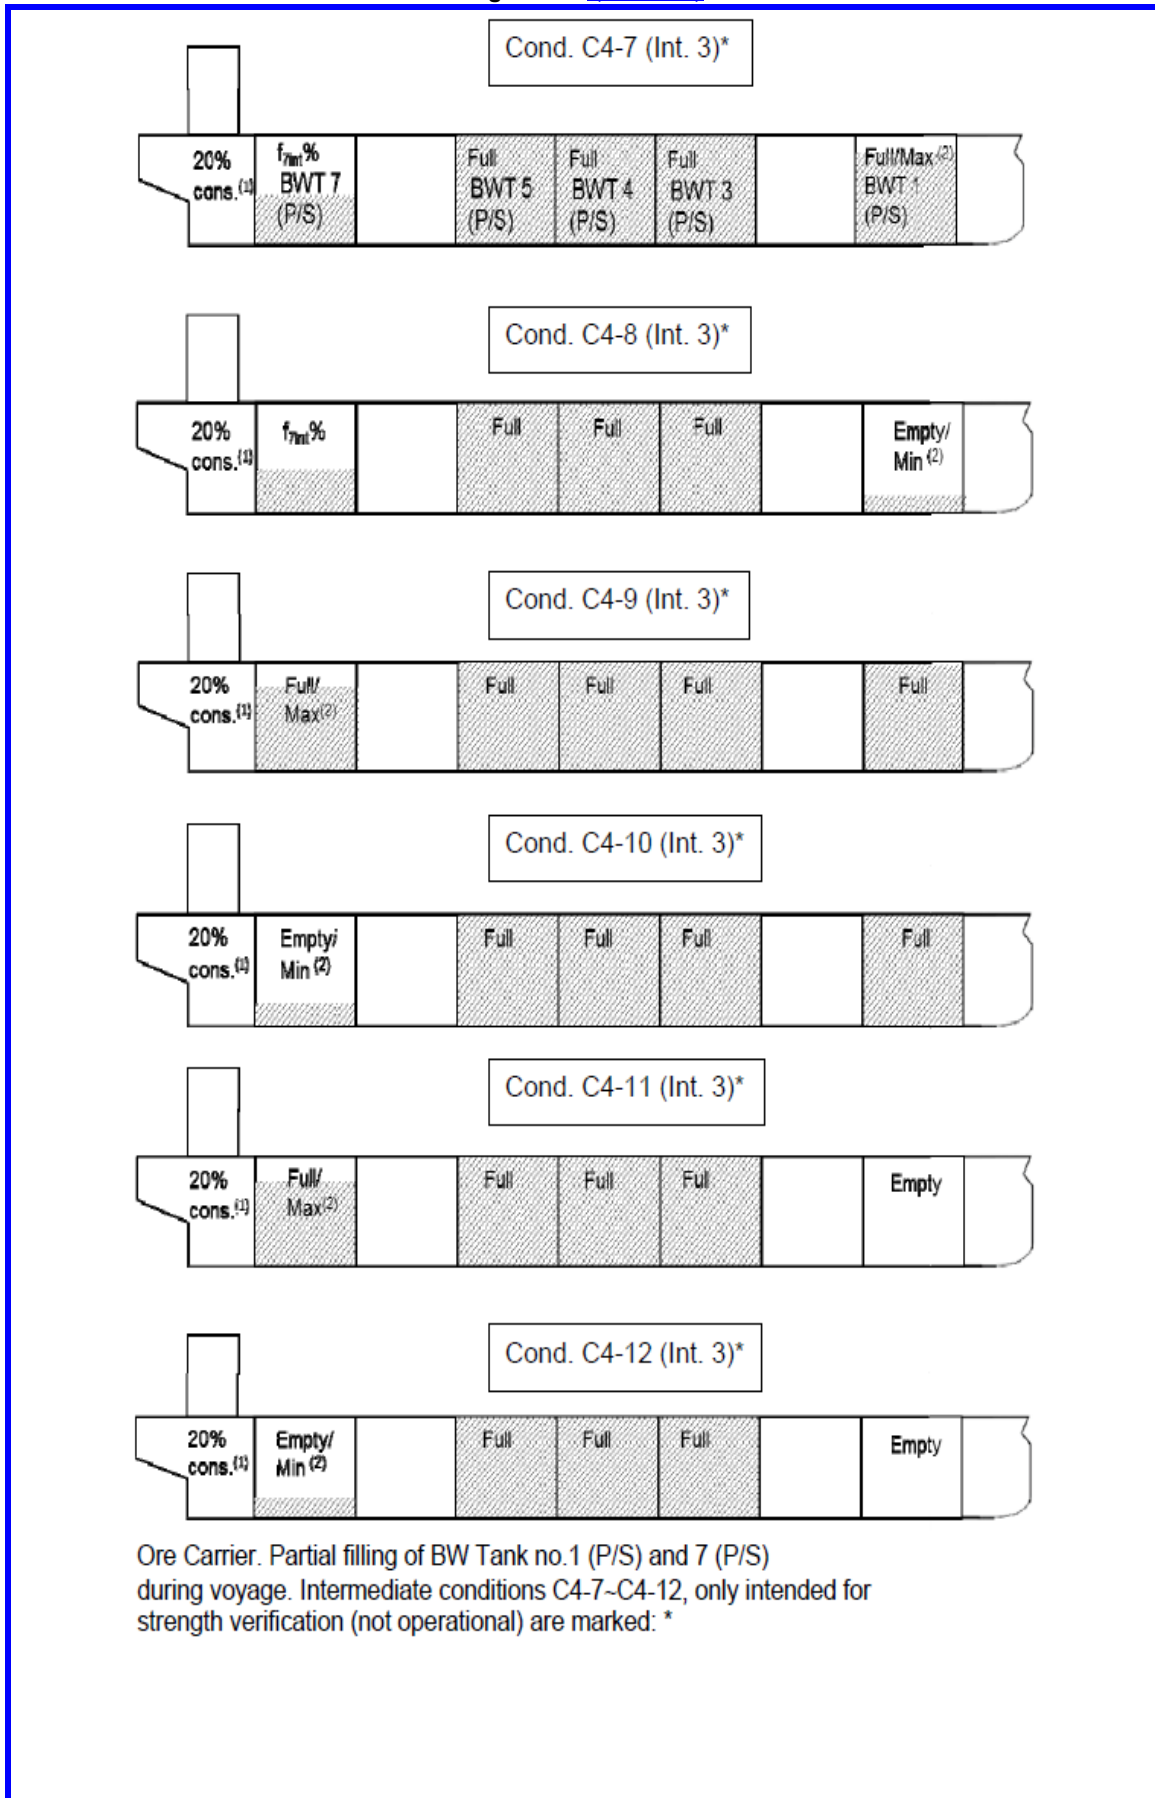 Cond. C4-7 (Int. 3)*
20%
cons.(1)
f7int%
BWT 7
(P/S)
Full
BWT 5
(P/S)
Full
BWT 4
(P/S)
Full
BWT 3
(P/S)
Full/Max (2)
BWT 1
(P/S)
Cond. C4-8 (Int. 3)*
20%
cons.(1)
f7int%
Full
Full
Full
Empty/
Min (2)
Cond. C4-9 (Int. 3)*
20%
cons.(1)
Full/
Max(2)
Full
Full
Full
Full
Cond. C4-10 (Int. 3)*
20%
cons.(1)
Empty/
Min (2)
Full
Full
Full
Full
Cond. C4-11 (Int. 3)*
20%
cons.(1)
Full/
Max(2)
Full
Full
Full
Empty
Cond. C4-12 (Int. 3)*
20%
cons.(1)
Empty/
Min (2)
Full
Full
Full
Empty
Ore Carrier. Partial filling of BW Tank no.1 (P/S) and 7 (P/S)
during voyage. Intermediate conditions C4-7~C4-12, only intended for
strength verification (not operational) are marked: *